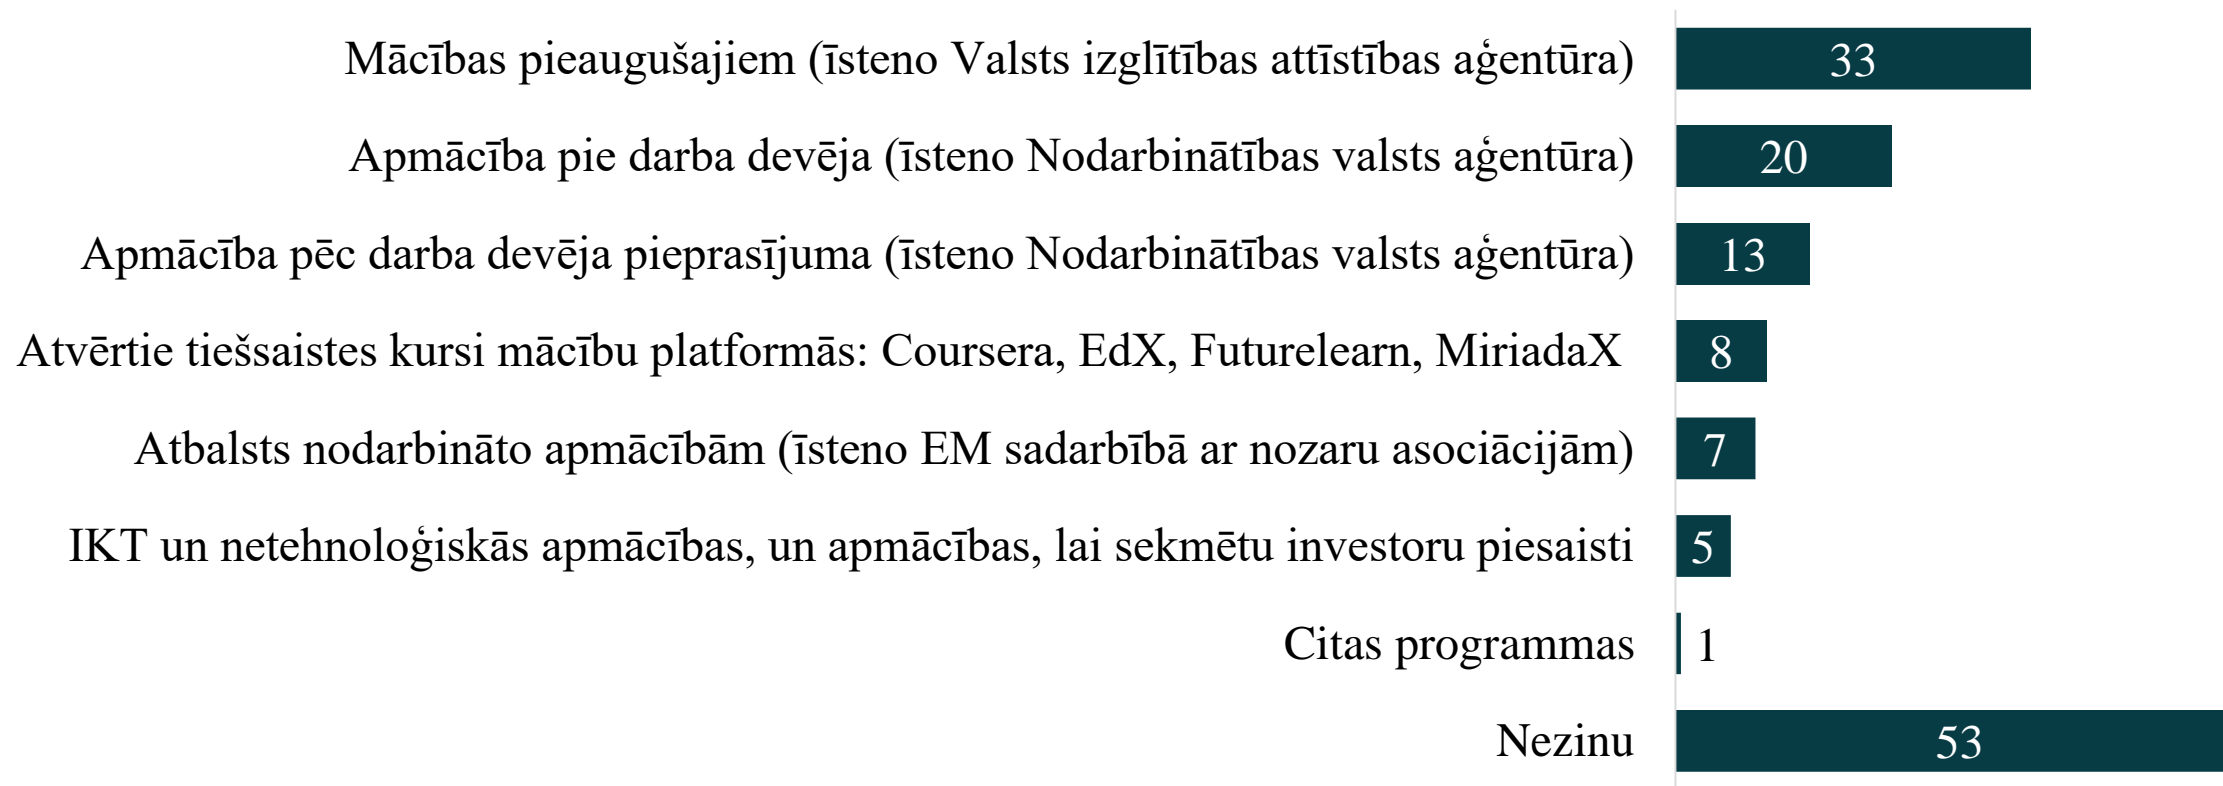 Mācības pieaugušajiem (īsteno Valsts izglītības attīstības aģentūra) 33
Apmācība pie darba devēja (īsteno Nodarbinātības valsts aģentūra) 20
Apmācība pēc darba devēja pieprasījuma (īsteno Nodarbinātības valsts aģentūra) 13
Atvērtie tiešsaistes kursi mācību platformās: Coursera, EdX, Futurelearn, MiriadaX 8
Atbalsts nodarbināto apmācībām (īsteno EM sadarbībā ar nozaru asociācijām) 7
IKT un netehnoloģiskās apmācības, un apmācības, lai sekmētu investoru piesaisti 5
Citas programmas 1
Nezinu 53